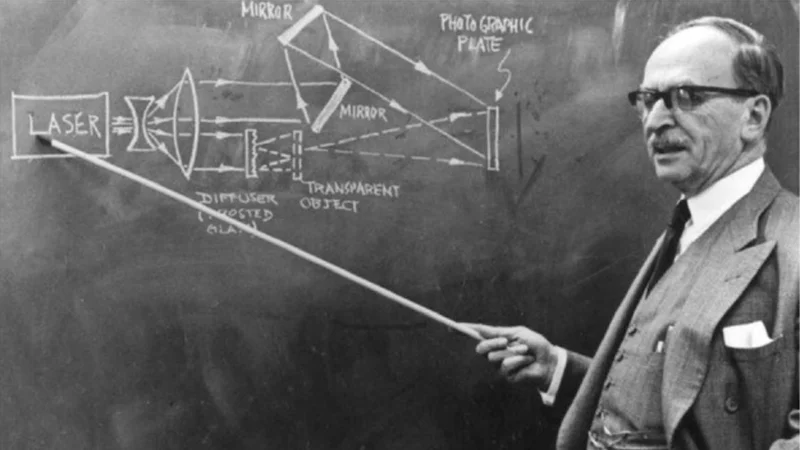 MIRROR
PHOTOGRAPHIC
PLATE
LASER
MIRROR
DIFFUSER
TRANSPARENT
OBJECT